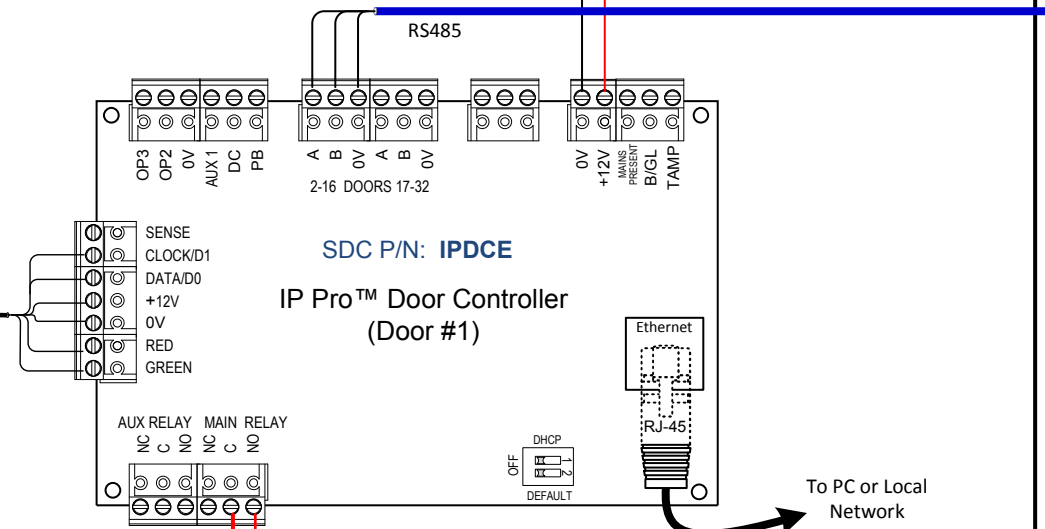 RS485
OP3
OP2
0V
AUX 1
DC
PB
A
B
0V
A
B
0V
0V
+12V
MAINS
PRESENT
B/GL
TAMP
2-16 DOORS 17-32
SENSE
CLOCK/D1
DATA/D0
+12V
0V
RED
GREEN
SDC P/N: IPDCE
IP Pro™ Door Controller
(Door #1)
Ethernet
RJ-45
AUX RELAY MAIN RELAY
NC
C
NO
NC
C
NO
DHCP
OFF
1
2
DEFAULT
To PC or Local
Network